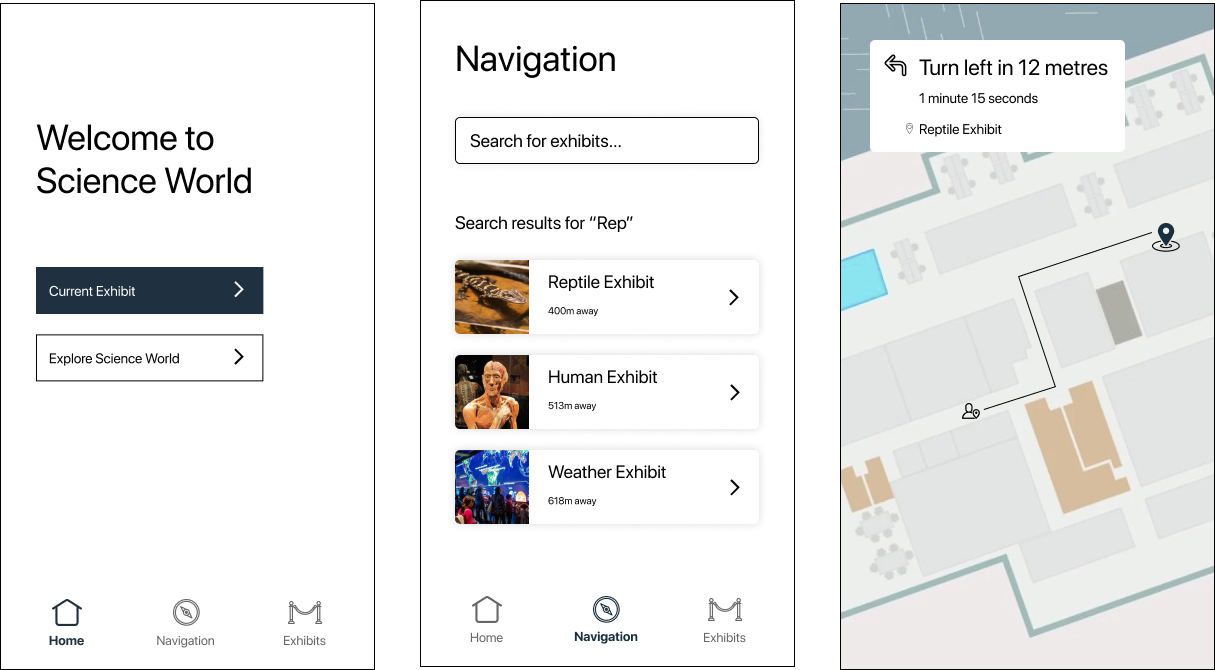 Welcome to
Science World
Current Exhibit
Explore Science World
Home
Navigation
Exhibits
Navigation
Search for exhibits...
Search results for “Rep”
Reptile Exhibit
400m away
Human Exhibit
513m away
Weather Exhibit
618m away
Home
Navigation
Exhibits
Turn left in 12 metres
1 minute 15 seconds
Reptile Exhibit